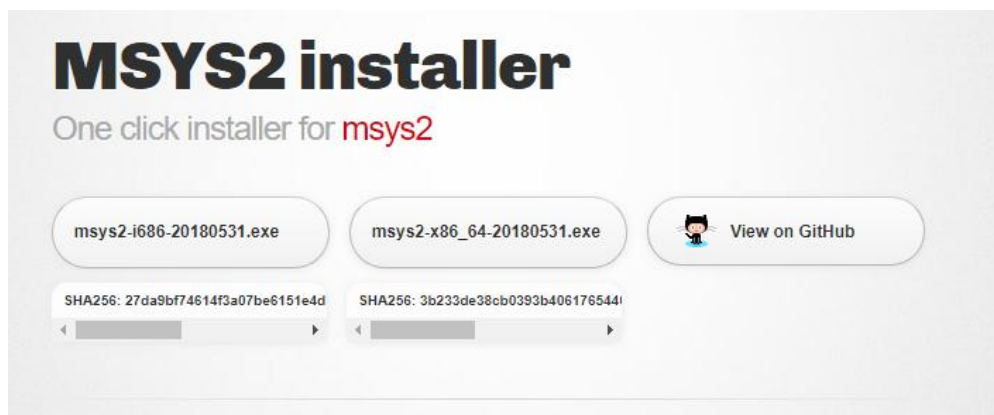 MSYS2 installer
One click installer for msys2
msys2-i686-20180531.exe
msys2-x86_64-20180531.exe
View on GitHub
SHA256: 27da9bf74614f3a07be6151e4d
SHA256: 3b233de38cb0393b406176544